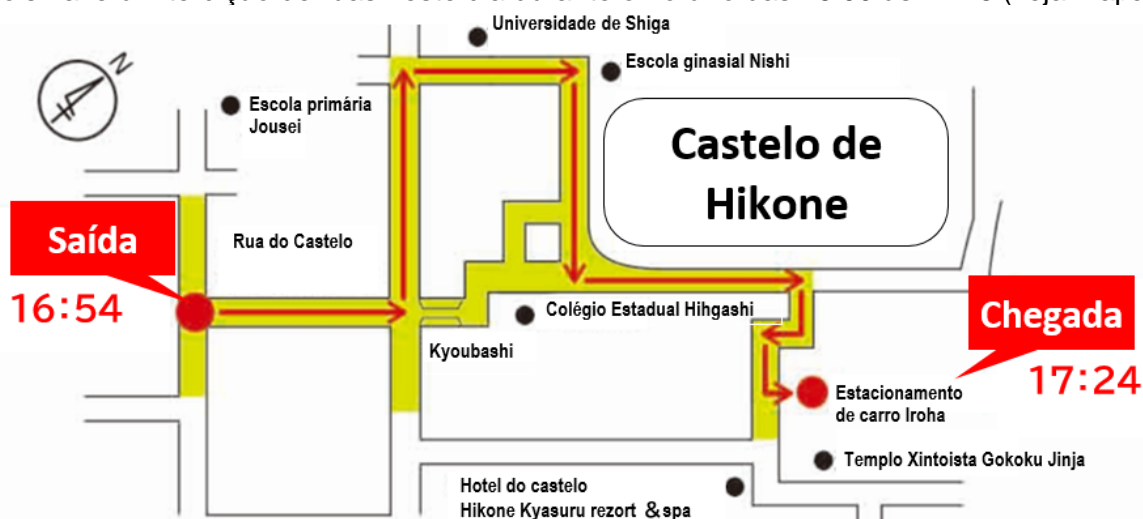 Universidade de Shiga
Escola ginasial Nishi
N
Escola primária
Jousei
Castelo de
Hikone
Saída
16:54
Rua do Castelo
Colégio Estadual Hihgashi
Kyoubashi
Chegada
17:24
Estacionamento
de carro Iroha
Templo Xintoista Gokoku Jinja
Hotel do castelo
Hikone Kyasuru rezort &spa